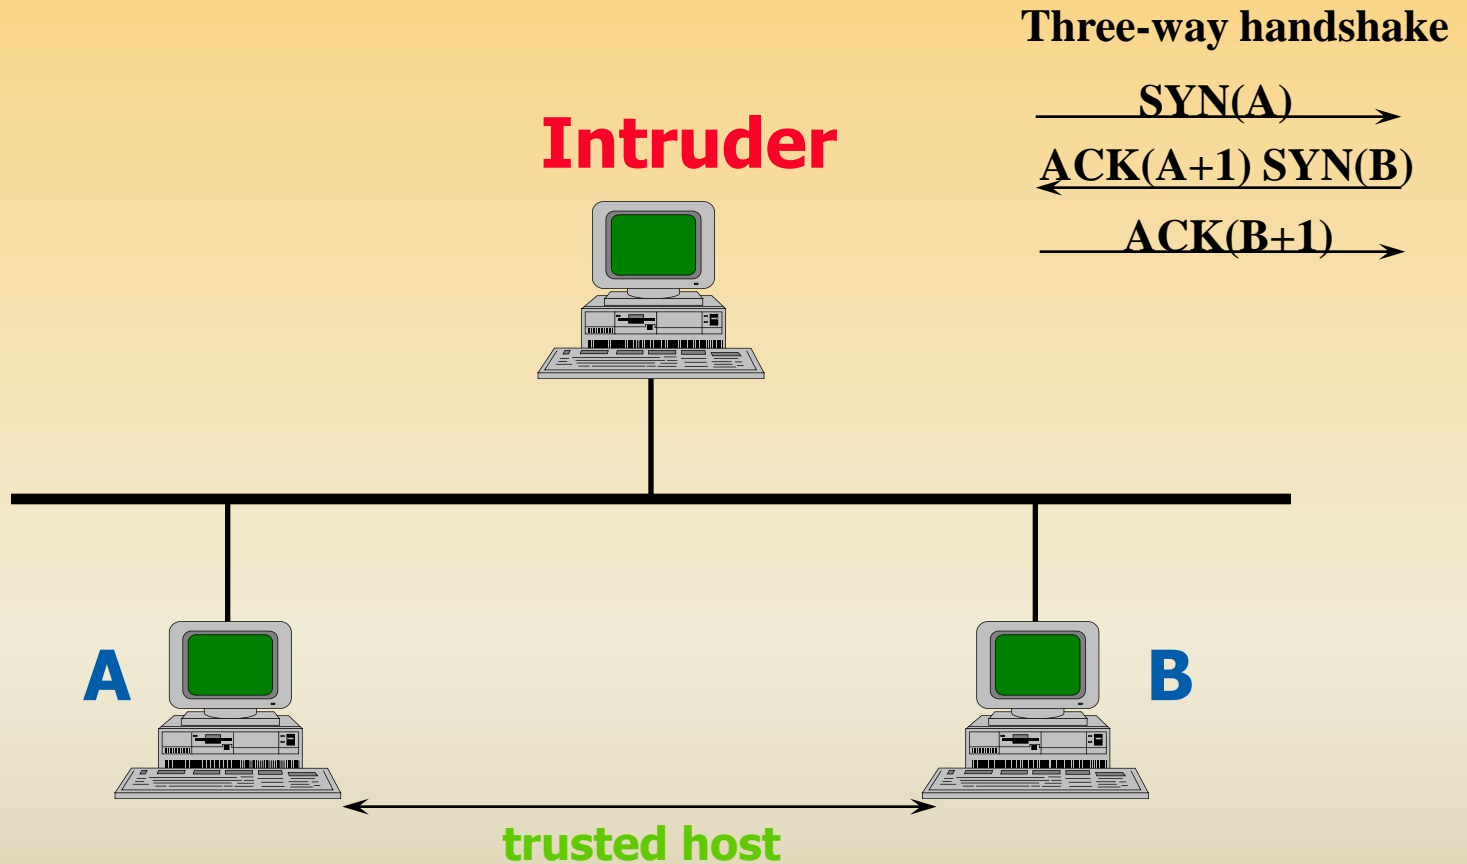 Three-way handshake
SYN(A)
Intruder
ACK(A+1) SYN(B)
ACK(B+1)
A
B
trusted host